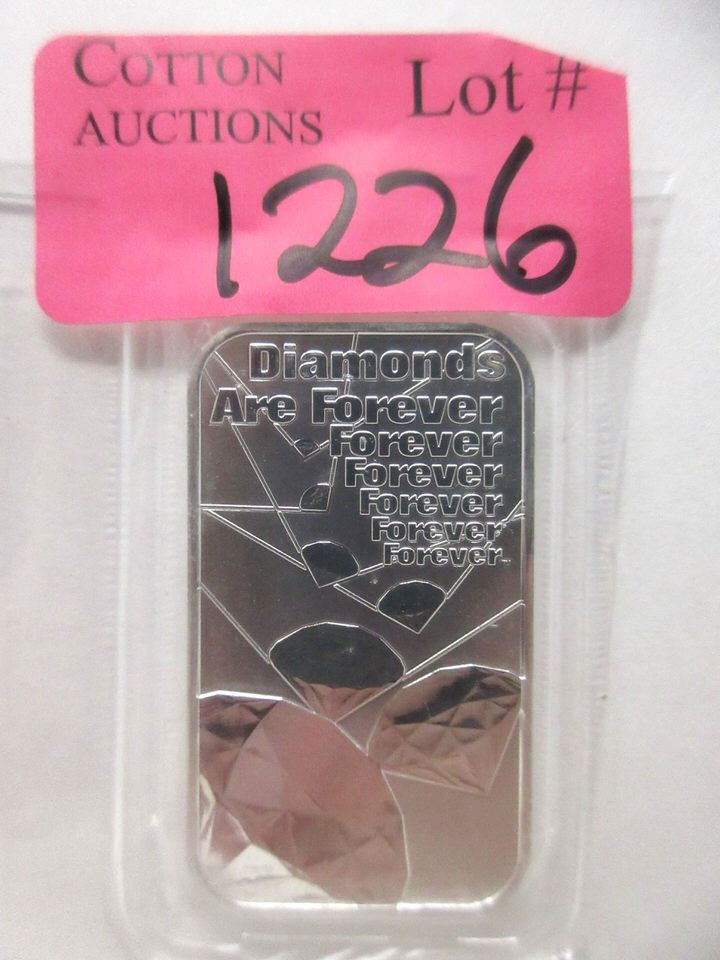 COTTON
AUCTIONS
Lot #
1226
Diamonds
Are Forever
Forever
Forever
Forever
Forever
Forever